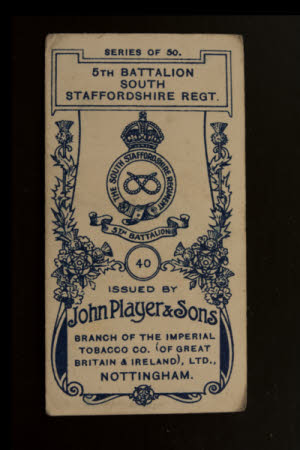 SERIES OF 50.
5TH BATTALION
SOUTH
STAFFORDSHIRE REGT.
THE SOUTH STAFFORDSHIRE REGIMENT
5TH BATTALION
40
ISSUED BY
John Player & Sons
BRANCH OF THE IMPERIAL
TOBACCO CO. (OF GREAT
BRITAIN & IRELAND), LTD.,
NOTTINGHAM.